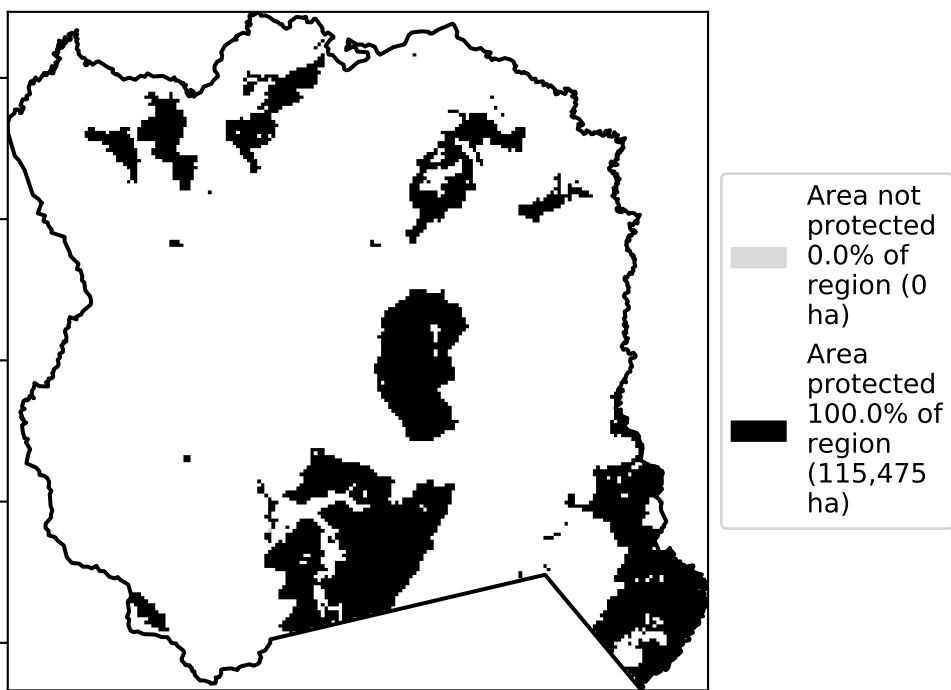 Area not
protected
0.0% of
region (0
ha)
Area
protected
100.0% of
region
(115,475
ha)